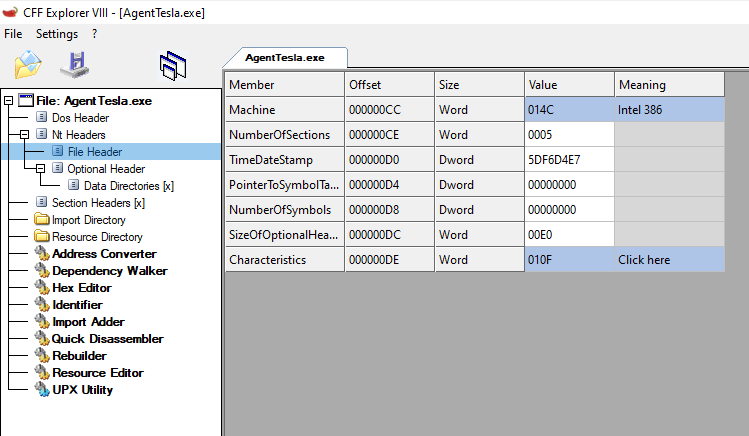 CFF Explorer VIII - [AgentTesla.exe]
File Settings ?
AgentTesla.exe
File: AgentTesla.exe
Dos Header
Nt Headers
File Header
Optional Header
Data Directories [x]
Section Headers [x]
Import Directory
Resource Directory
Address Converter
Dependency Walker
Hex Editor
Identifier
Import Adder
Quick Disassembler
Rebuilder
Resource Editor
UPX Utility
Member Offset Size Value Meaning
Machine 000000CC Word 014C Intel 386
NumberOfSections 000000CE Word 0005
TimeDateStamp 000000D0 Dword 5DF6D4E7
PointerToSymbolTa... 000000D4 Dword 00000000
NumberOfSymbols 000000D8 Dword 00000000
SizeOfOptionalHea... 000000DC Word 00E0
Characteristics 000000DE Word 010F Click here